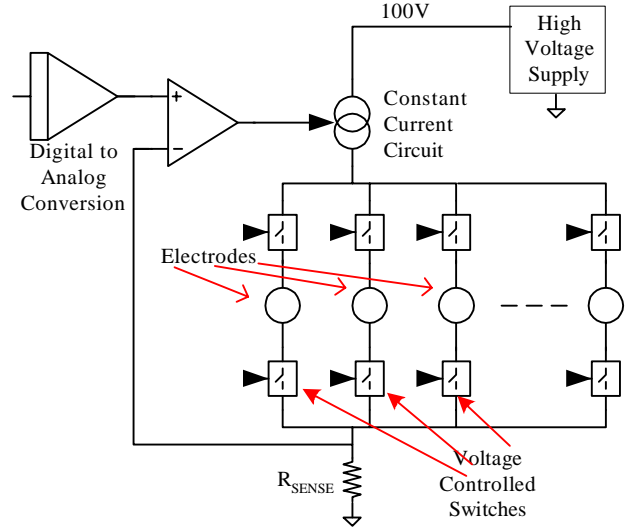 100V
High
Voltage
Supply
+
−
Constant
Current
Circuit
Digital to
Analog
Conversion
Electrodes
R_SENSE
Voltage
Controlled
Switches